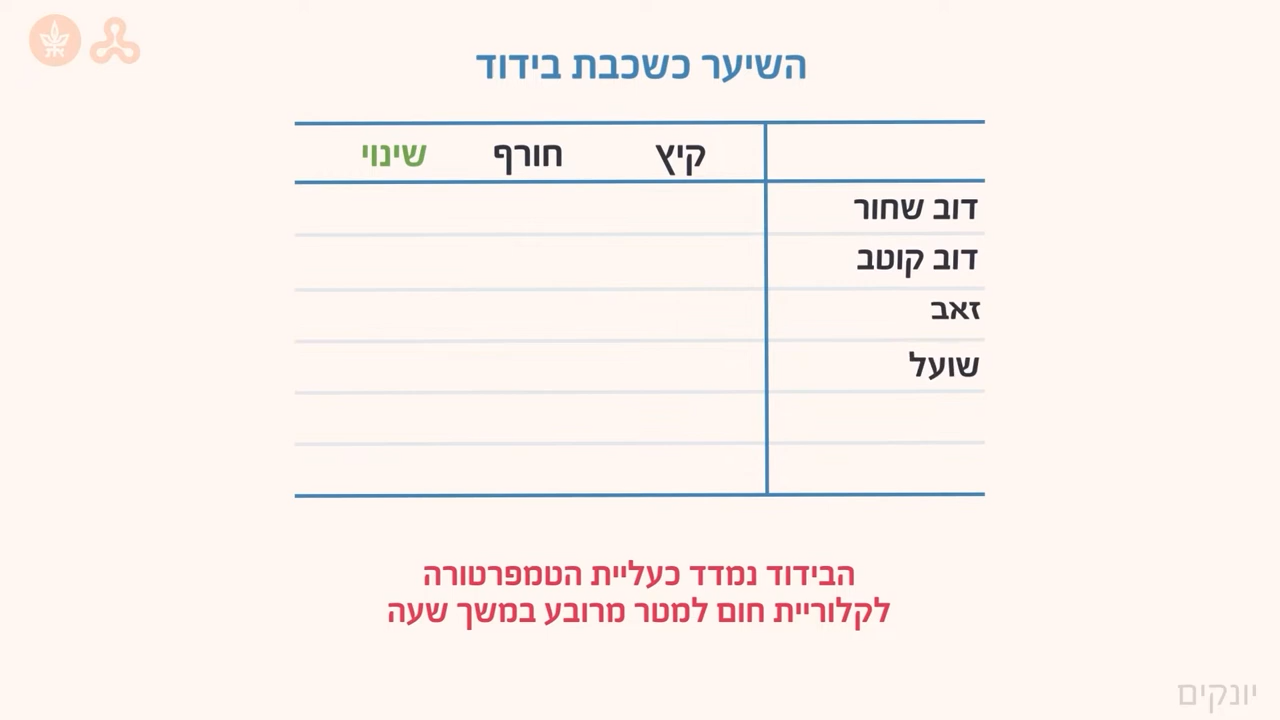 השיער כשכבת בידוד
קיץ חורף שינוי
דוב שחור
דוב קוטב
זאב
שועל
הבידוד נמדד כעליית הטמפרטורה
לקלוריית חום למטר מרובע במשך שעה
יונקים